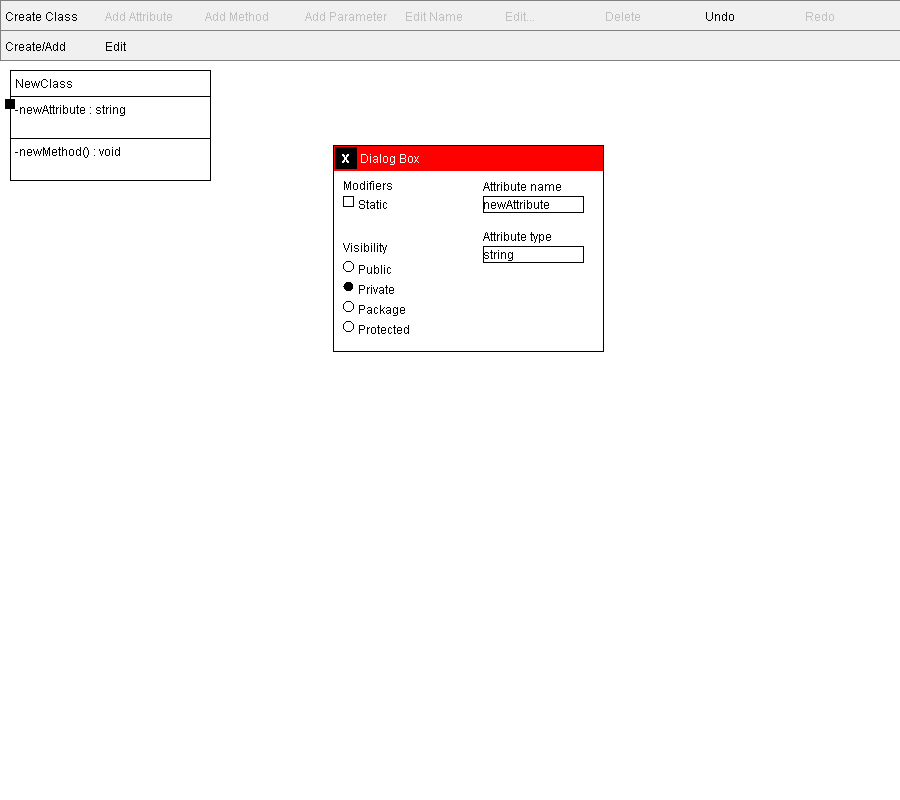 Create Class Add Attribute Add Method Add Parameter Edit Name Edit... Delete Undo Redo
Create/Add Edit
NewClass
-newAttribute : string
-newMethod() : void
X Dialog Box
Modifiers
Static
Visibility
Public
Private
Package
Protected
Attribute name
newAttribute
Attribute type
string